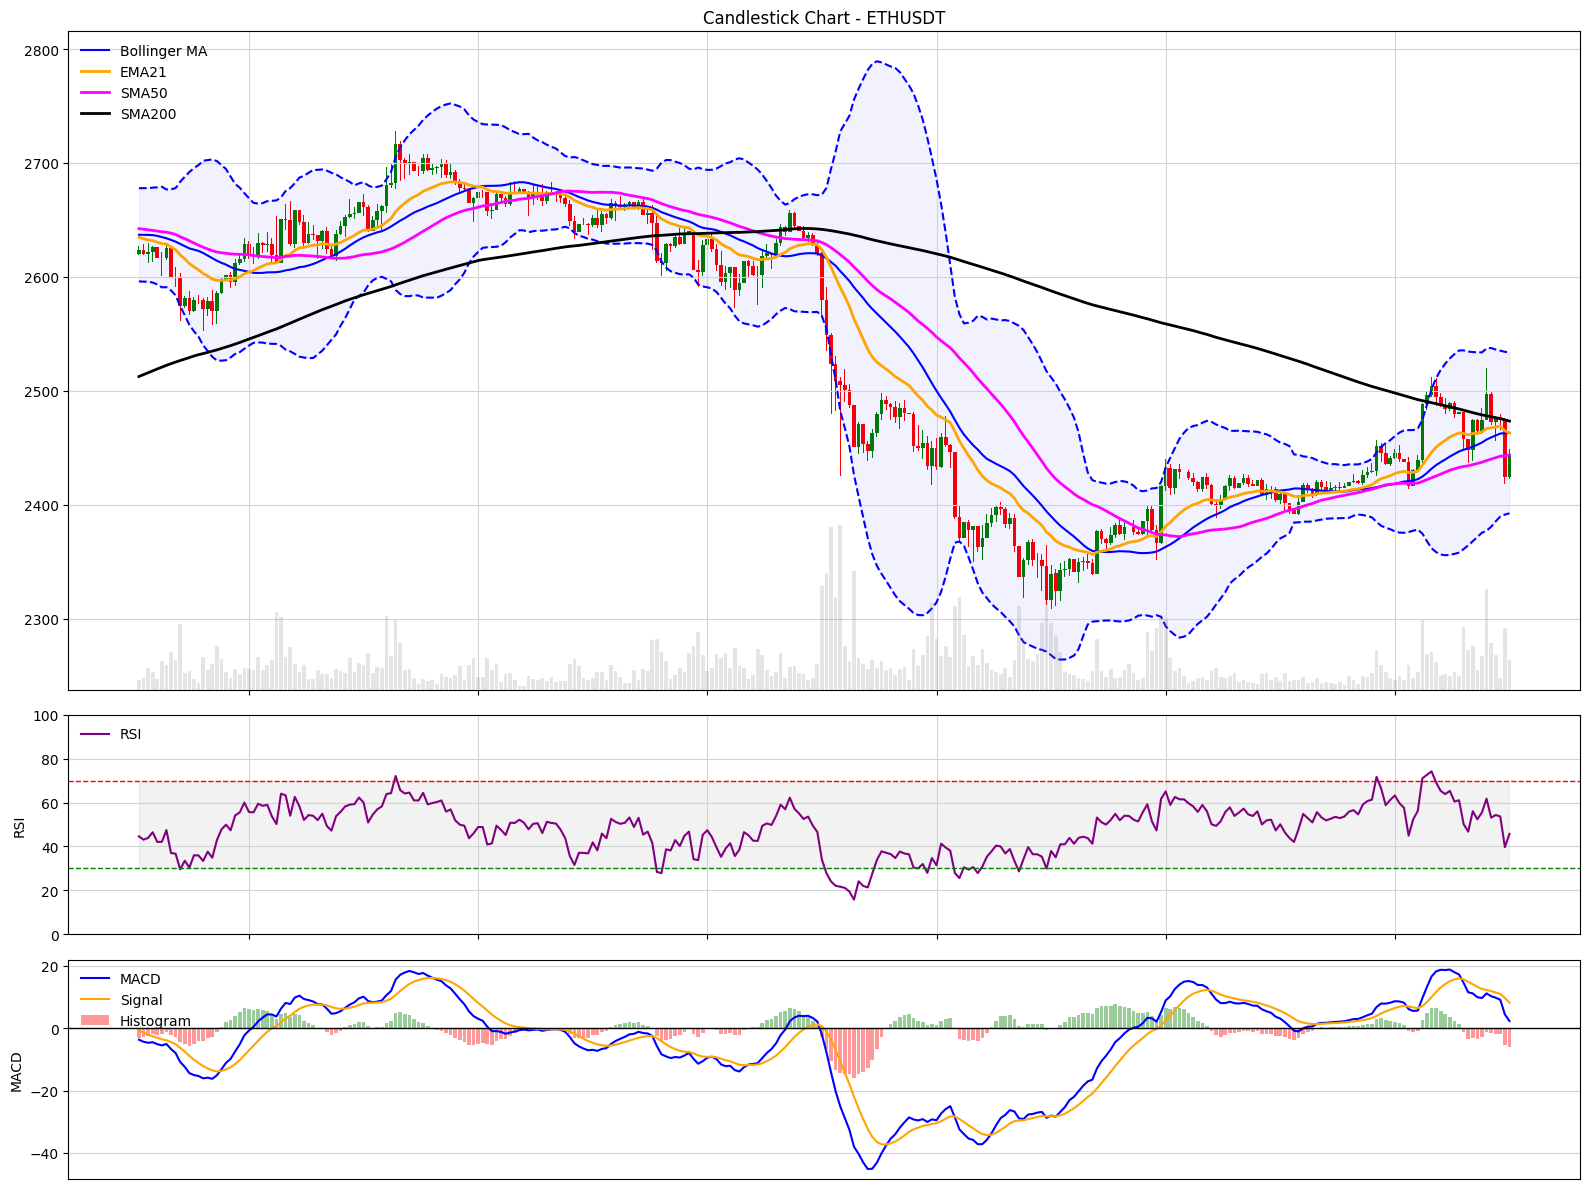 Candlestick Chart - ETHUSDT
2800
2700
2600
2500
2400
2300
Bollinger MA
EMA21
SMA50
SMA200
100
80
60
40
20
0
RSI
RSI
20
0
−20
−40
MACD
MACD
Signal
Histogram